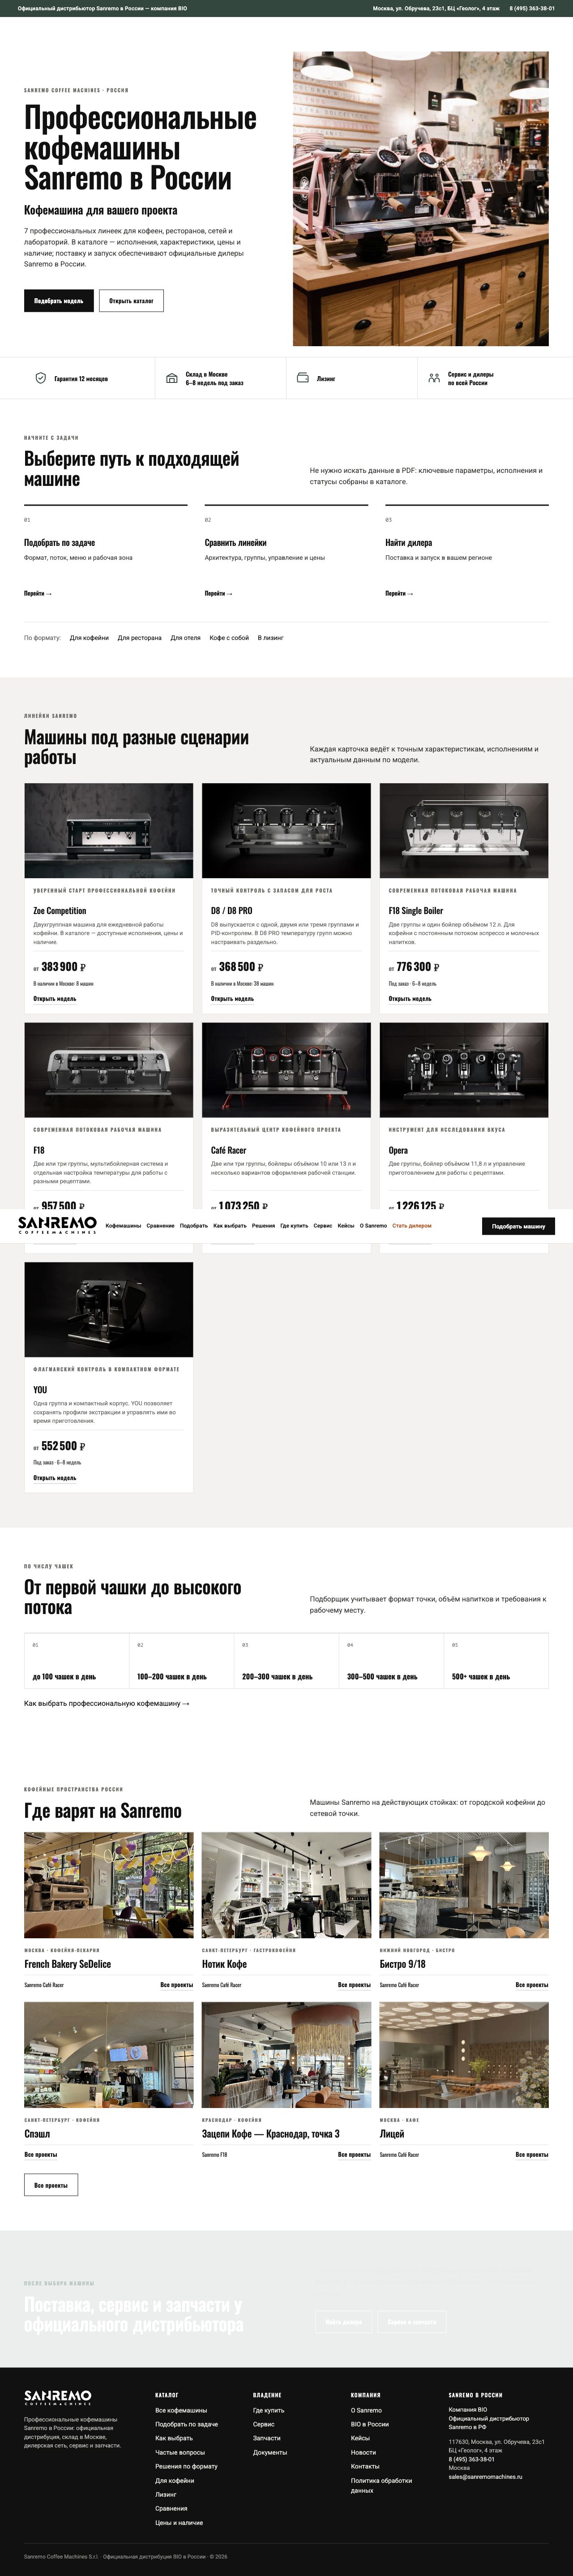 Официальный дистрибьютор Sanremo в России — компания BIO
Москва, ул. Обручева, 23с1, БЦ «Геолог», 4 этаж
8 (495) 363-38-01
SANREMO COFFEE MACHINES · РОССИЯ
Профессиональные
кофемашины
Sanremo в России
Кофемашина для вашего проекта
7 профессиональных линеек для кофеен, ресторанов, сетей и
лабораторий. В каталоге — исполнения, характеристики, цены и
наличие; поставку и запуск обеспечивают официальные дилеры
Sanremo в России.
Подобрать модель
Открыть каталог
Гарантия 12 месяцев
Склад в Москве
6–8 недель под заказ
Лизинг
Сервис и дилеры
по всей России
НАЧНИТЕ С ЗАДАЧИ
Выберите путь к подходящей
машине
Не нужно искать данные в PDF: ключевые параметры, исполнения и
статусы собраны в каталоге.
01
Подобрать по задаче
Формат, поток, меню и рабочая зона
Перейти →
02
Сравнить линейки
Архитектура, группы, управление и цены
Перейти →
03
Найти дилера
Поставка и запуск в вашем регионе
Перейти →
По формату:
Для кофейни
Для ресторана
Для отеля
Кофе с собой
В лизинг
ЛИНЕЙКИ SANREMO
Машины под разные сценарии
работы
Каждая карточка ведёт к точным характеристикам, исполнениям и
актуальным данным по модели.
УВЕРЕННЫЙ СТАРТ ПРОФЕССИОНАЛЬНОЙ КОФЕЙНИ
Zoe Competition
Двухгруппная машина для ежедневной работы
кофейни. В каталоге — доступные исполнения, цены и
наличие.
от 383 900 ₽
В наличии в Москве: 8 машин
Открыть модель
ТОЧНЫЙ КОНТРОЛЬ С ЗАПАСОМ ДЛЯ РОСТА
D8 / D8 PRO
D8 выпускается с одной, двумя или тремя группами и
PID-контролем. В D8 PRO температуру групп можно
настраивать раздельно.
от 368 500 ₽
В наличии в Москве: 38 машин
Открыть модель
СОВРЕМЕННАЯ ПОТОКОВАЯ РАБОЧАЯ МАШИНА
F18 Single Boiler
Две группы и один бойлер объёмом 12 л. Для
кофейни с постоянным потоком эспрессо и молочных
напитков.
от 776 300 ₽
Под заказ · 6–8 недель
Открыть модель
СОВРЕМЕННАЯ ПОТОКОВАЯ РАБОЧАЯ МАШИНА
F18
Две или три группы, мультибойлерная система и
отдельная настройка температуры для работы с
разными рецептами.
от 957 500 ₽
ВЫРАЗИТЕЛЬНЫЙ ЦЕНТР КОФЕЙНОГО ПРОЕКТА
Café Racer
Две или три группы, бойлеры объёмом 10 или 13 л и
несколько вариантов оформления рабочей станции.
от 1 073 250 ₽
ИНСТРУМЕНТ ДЛЯ ИССЛЕДОВАНИЯ ВКУСА
Opera
Две группы, бойлер объёмом 11,8 л и управление
приготовлением для работы с рецептами.
от 1 226 125 ₽
SANREMO
COFFEEMACHINES
Кофемашины
Сравнение
Подобрать
Как выбрать
Решения
Где купить
Сервис
Кейсы
О Sanremo
Стать дилером
Подобрать машину
ФЛАГМАНСКИЙ КОНТРОЛЬ В КОМПАКТНОМ ФОРМАТЕ
YOU
Одна группа и компактный корпус. YOU позволяет
сохранять профили экстракции и управлять ими во
время приготовления.
от 552 500 ₽
Под заказ · 6–8 недель
Открыть модель
ПО ЧИСЛУ ЧАШЕК
От первой чашки до высокого
потока
Подборщик учитывает формат точки, объём напитков и требования к
рабочему месту.
01
до 100 чашек в день
02
100–200 чашек в день
03
200–300 чашек в день
04
300–500 чашек в день
05
500+ чашек в день
Как выбрать профессиональную кофемашину →
КОФЕЙНЫЕ ПРОСТРАНСТВА РОССИИ
Где варят на Sanremo
Машины Sanremo на действующих стойках: от городской кофейни до
сетевой точки.
МОСКВА · КОФЕЙНЯ-ПЕКАРНЯ
French Bakery SeDelice
Sanremo Café Racer
Все проекты
САНКТ-ПЕТЕРБУРГ · ГАСТРОКОФЕЙНЯ
Нотик Кофе
Sanremo Café Racer
Все проекты
НИЖНИЙ НОВГОРОД · БИСТРО
Бистро 9/18
Sanremo Café Racer
Все проекты
САНКТ-ПЕТЕРБУРГ · КОФЕЙНЯ
Спэшл
Все проекты
КРАСНОДАР · КОФЕЙНЯ
Зацепи Кофе — Краснодар, точка 3
Sanremo F18
Все проекты
МОСКВА · КАФЕ
Лицей
Sanremo Café Racer
Все проекты
Все проекты
ПОСЛЕ ВЫБОРА МАШИНЫ
Поставка, сервис и запчасти у
официального дистрибьютора
Найти дилера
Сервис и запчасти
SANREMO
COFFEEMACHINES
Профессиональные кофемашины
Sanremo в России: официальная
дистрибуция, склад в Москве,
дилерская сеть, сервис и запчасти.
КАТАЛОГ
Все кофемашины
Подобрать по задаче
Как выбрать
Частые вопросы
Решения по формату
Для кофейни
Лизинг
Сравнения
Цены и наличие
ВЛАДЕНИЕ
Где купить
Сервис
Запчасти
Документы
КОМПАНИЯ
О Sanremo
BIO в России
Кейсы
Новости
Контакты
Политика обработки
данных
SANREMO В РОССИИ
Компания BIO
Официальный дистрибьютор
Sanremo в РФ
117630, Москва, ул. Обручева, 23с1
БЦ «Геолог», 4 этаж
8 (495) 363-38-01
Москва
sales@sanremomachines.ru
Sanremo Coffee Machines S.r.l. · Официальная дистрибуция BIO в России · © 2026